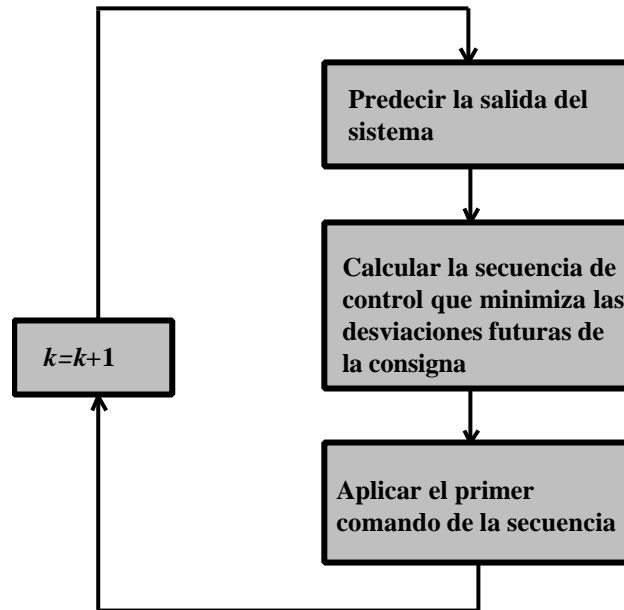 Predecir la salida del
sistema
Calcular la secuencia de
control que minimiza las
desviaciones futuras de
la consigna
k=k+1
Aplicar el primer
comando de la secuencia